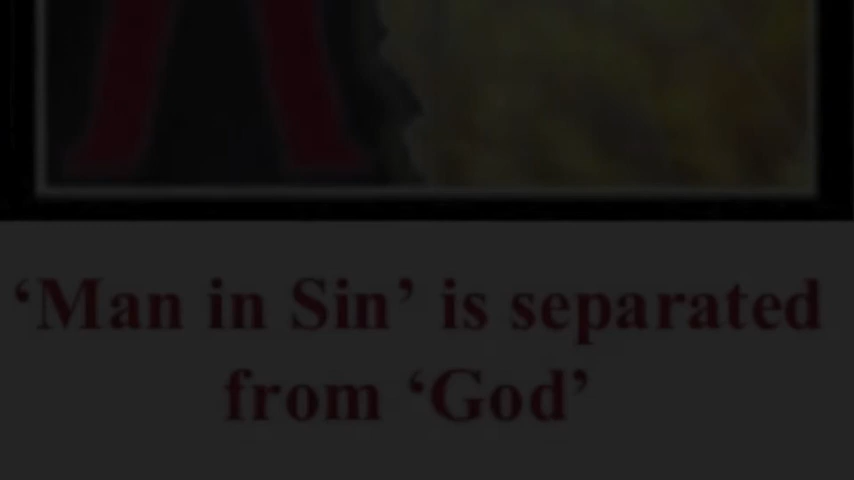 ‘Man in Sin’ is separated
from ‘God’